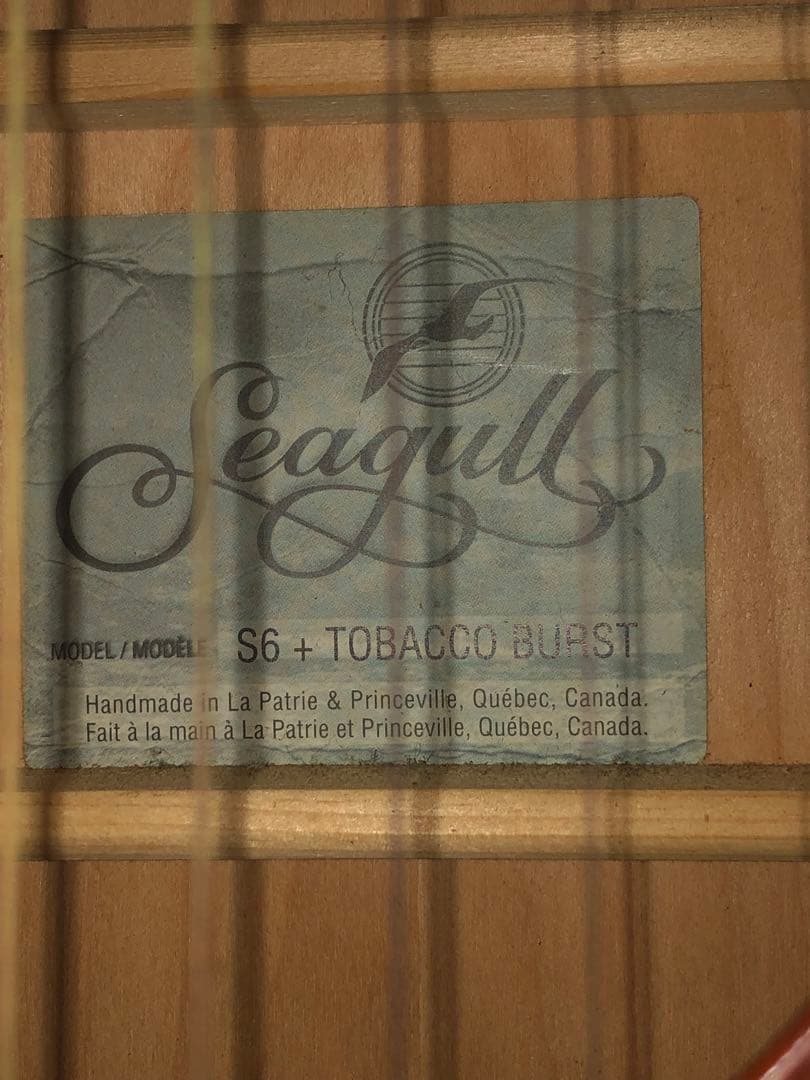 Seagull
MODEL / MODÈLE S6 + TOBACCO BURST
Handmade in La Patrie & Princeville, Québec, Canada.
Fait à la main à La Patrie et Princeville, Québec, Canada.